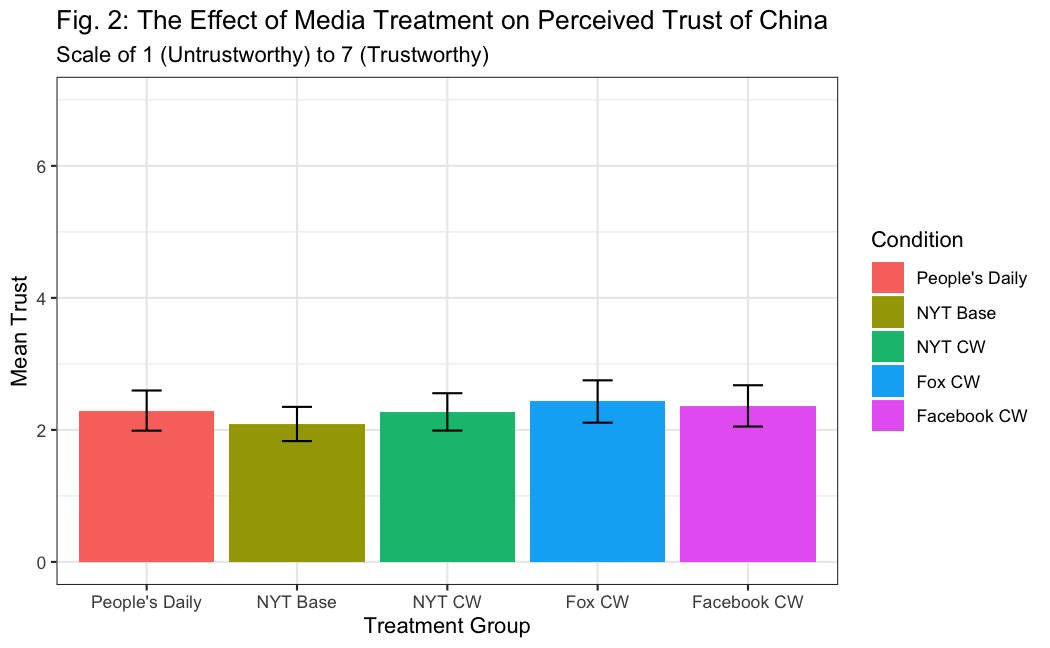 Fig. 2: The Effect of Media Treatment on Perceived Trust of China
Scale of 1 (Untrustworthy) to 7 (Trustworthy)
Mean Trust
6
4
2
0
People's Daily
NYT Base
NYT CW
Fox CW
Facebook CW
Treatment Group
Condition
People's Daily
NYT Base
NYT CW
Fox CW
Facebook CW